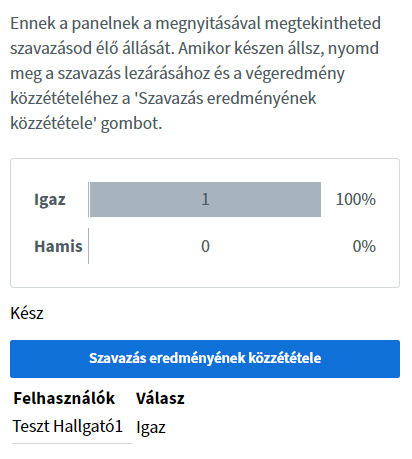 Ennek a panelnek a megnyitásával megtekintheted
szavazásod élő állását. Amikor készen állsz, nyomd
meg a szavazás lezárásához és a végeredmény
közzétételéhez a 'Szavazás eredményének
közzététele' gombot.
Igaz 1 100%
Hamis 0 0%
Kész
Szavazás eredményének közzététele
Felhasználók Válasz
Teszt Hallgató1 Igaz